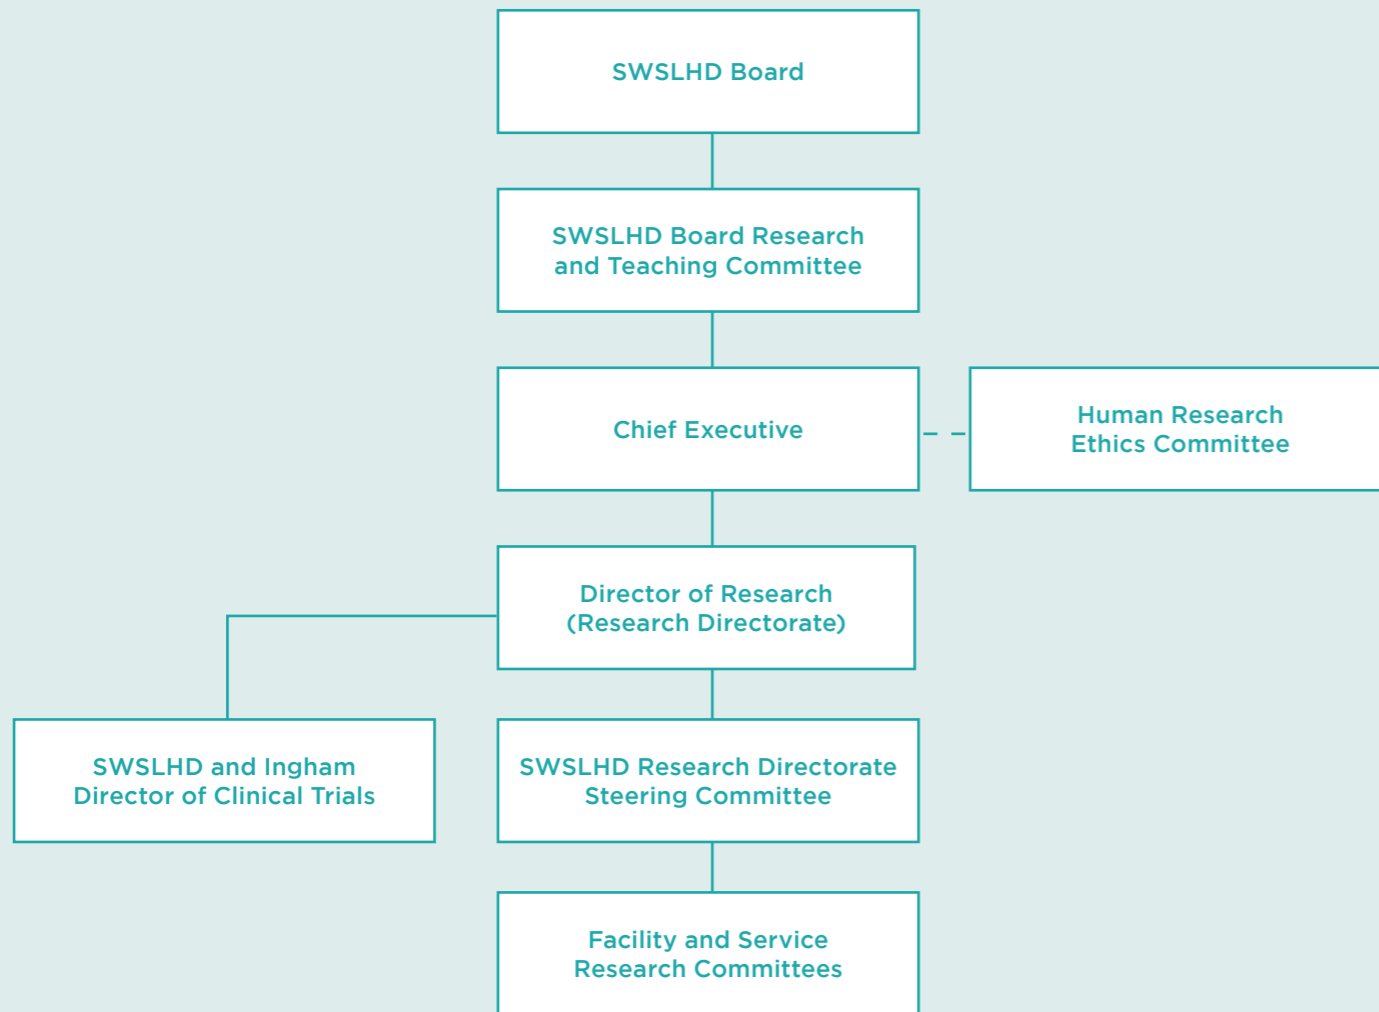 SWSLHD Board
SWSLHD Board Research
and Teaching Committee
Chief Executive
Human Research
Ethics Committee
Director of Research
(Research Directorate)
SWSLHD and Ingham
Director of Clinical Trials
SWSLHD Research Directorate
Steering Committee
Facility and Service
Research Committees